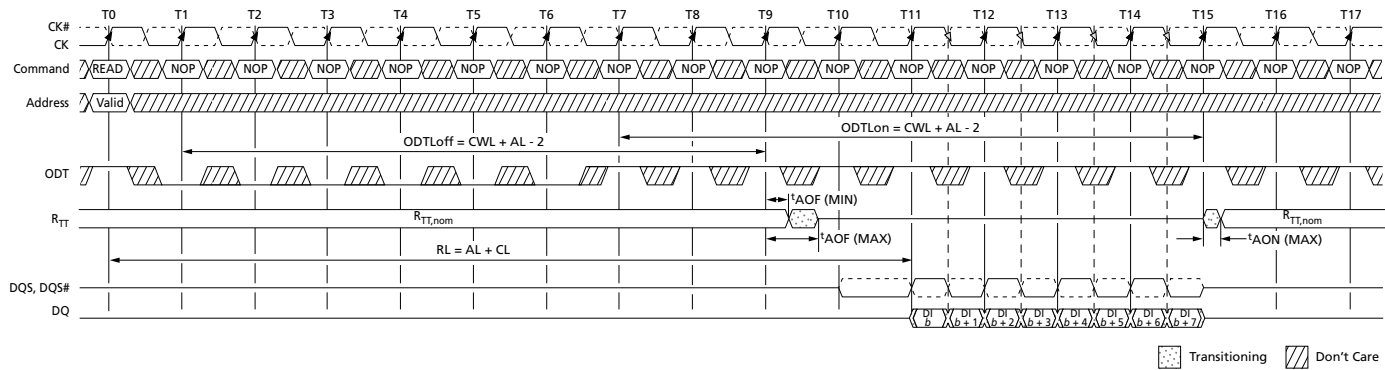 T0 T1 T2 T3 T4 T5 T6 T7 T8 T9 T10 T11 T12 T13 T14 T15 T16 T17
CK#
CK
Command READ NOP NOP NOP NOP NOP NOP NOP NOP NOP NOP NOP NOP NOP NOP NOP NOP NOP
Address Valid
ODTLon = CWL + AL - 2
ODTLoff = CWL + AL - 2
ODT
tAOF (MIN)
RTT RTT,nom RTT,nom
tAOF (MAX) tAON (MAX)
RL = AL + CL
DQS, DQS#
DQ DI b DI b + 1 DI b + 2 DI b + 3 DI b + 4 DI b + 5 DI b + 6 DI b + 7
Transitioning Don't Care